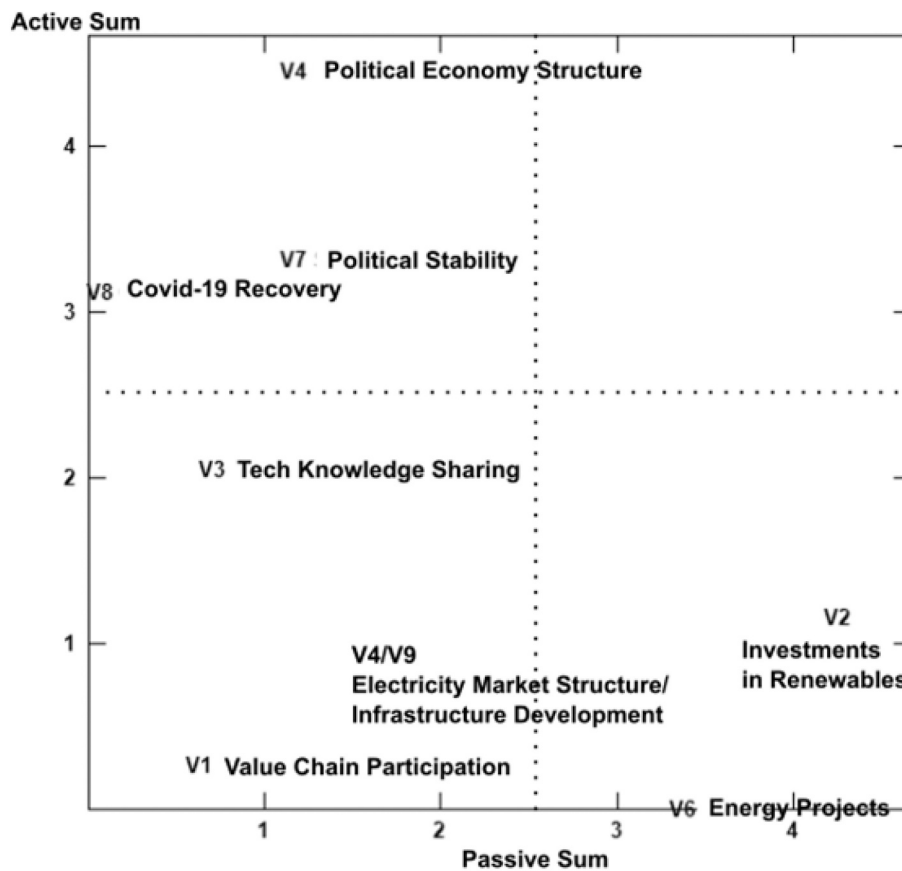 Active Sum
V4 Political Economy Structure
4
V7 Political Stability
V8 Covid-19 Recovery
3
V3 Tech Knowledge Sharing
2
V2
1
V4/V9
Investments
in Renewables
Electricity Market Structure/
Infrastructure Development
V1 Value Chain Participation
V6 Energy Projects
1 2 3 4
Passive Sum